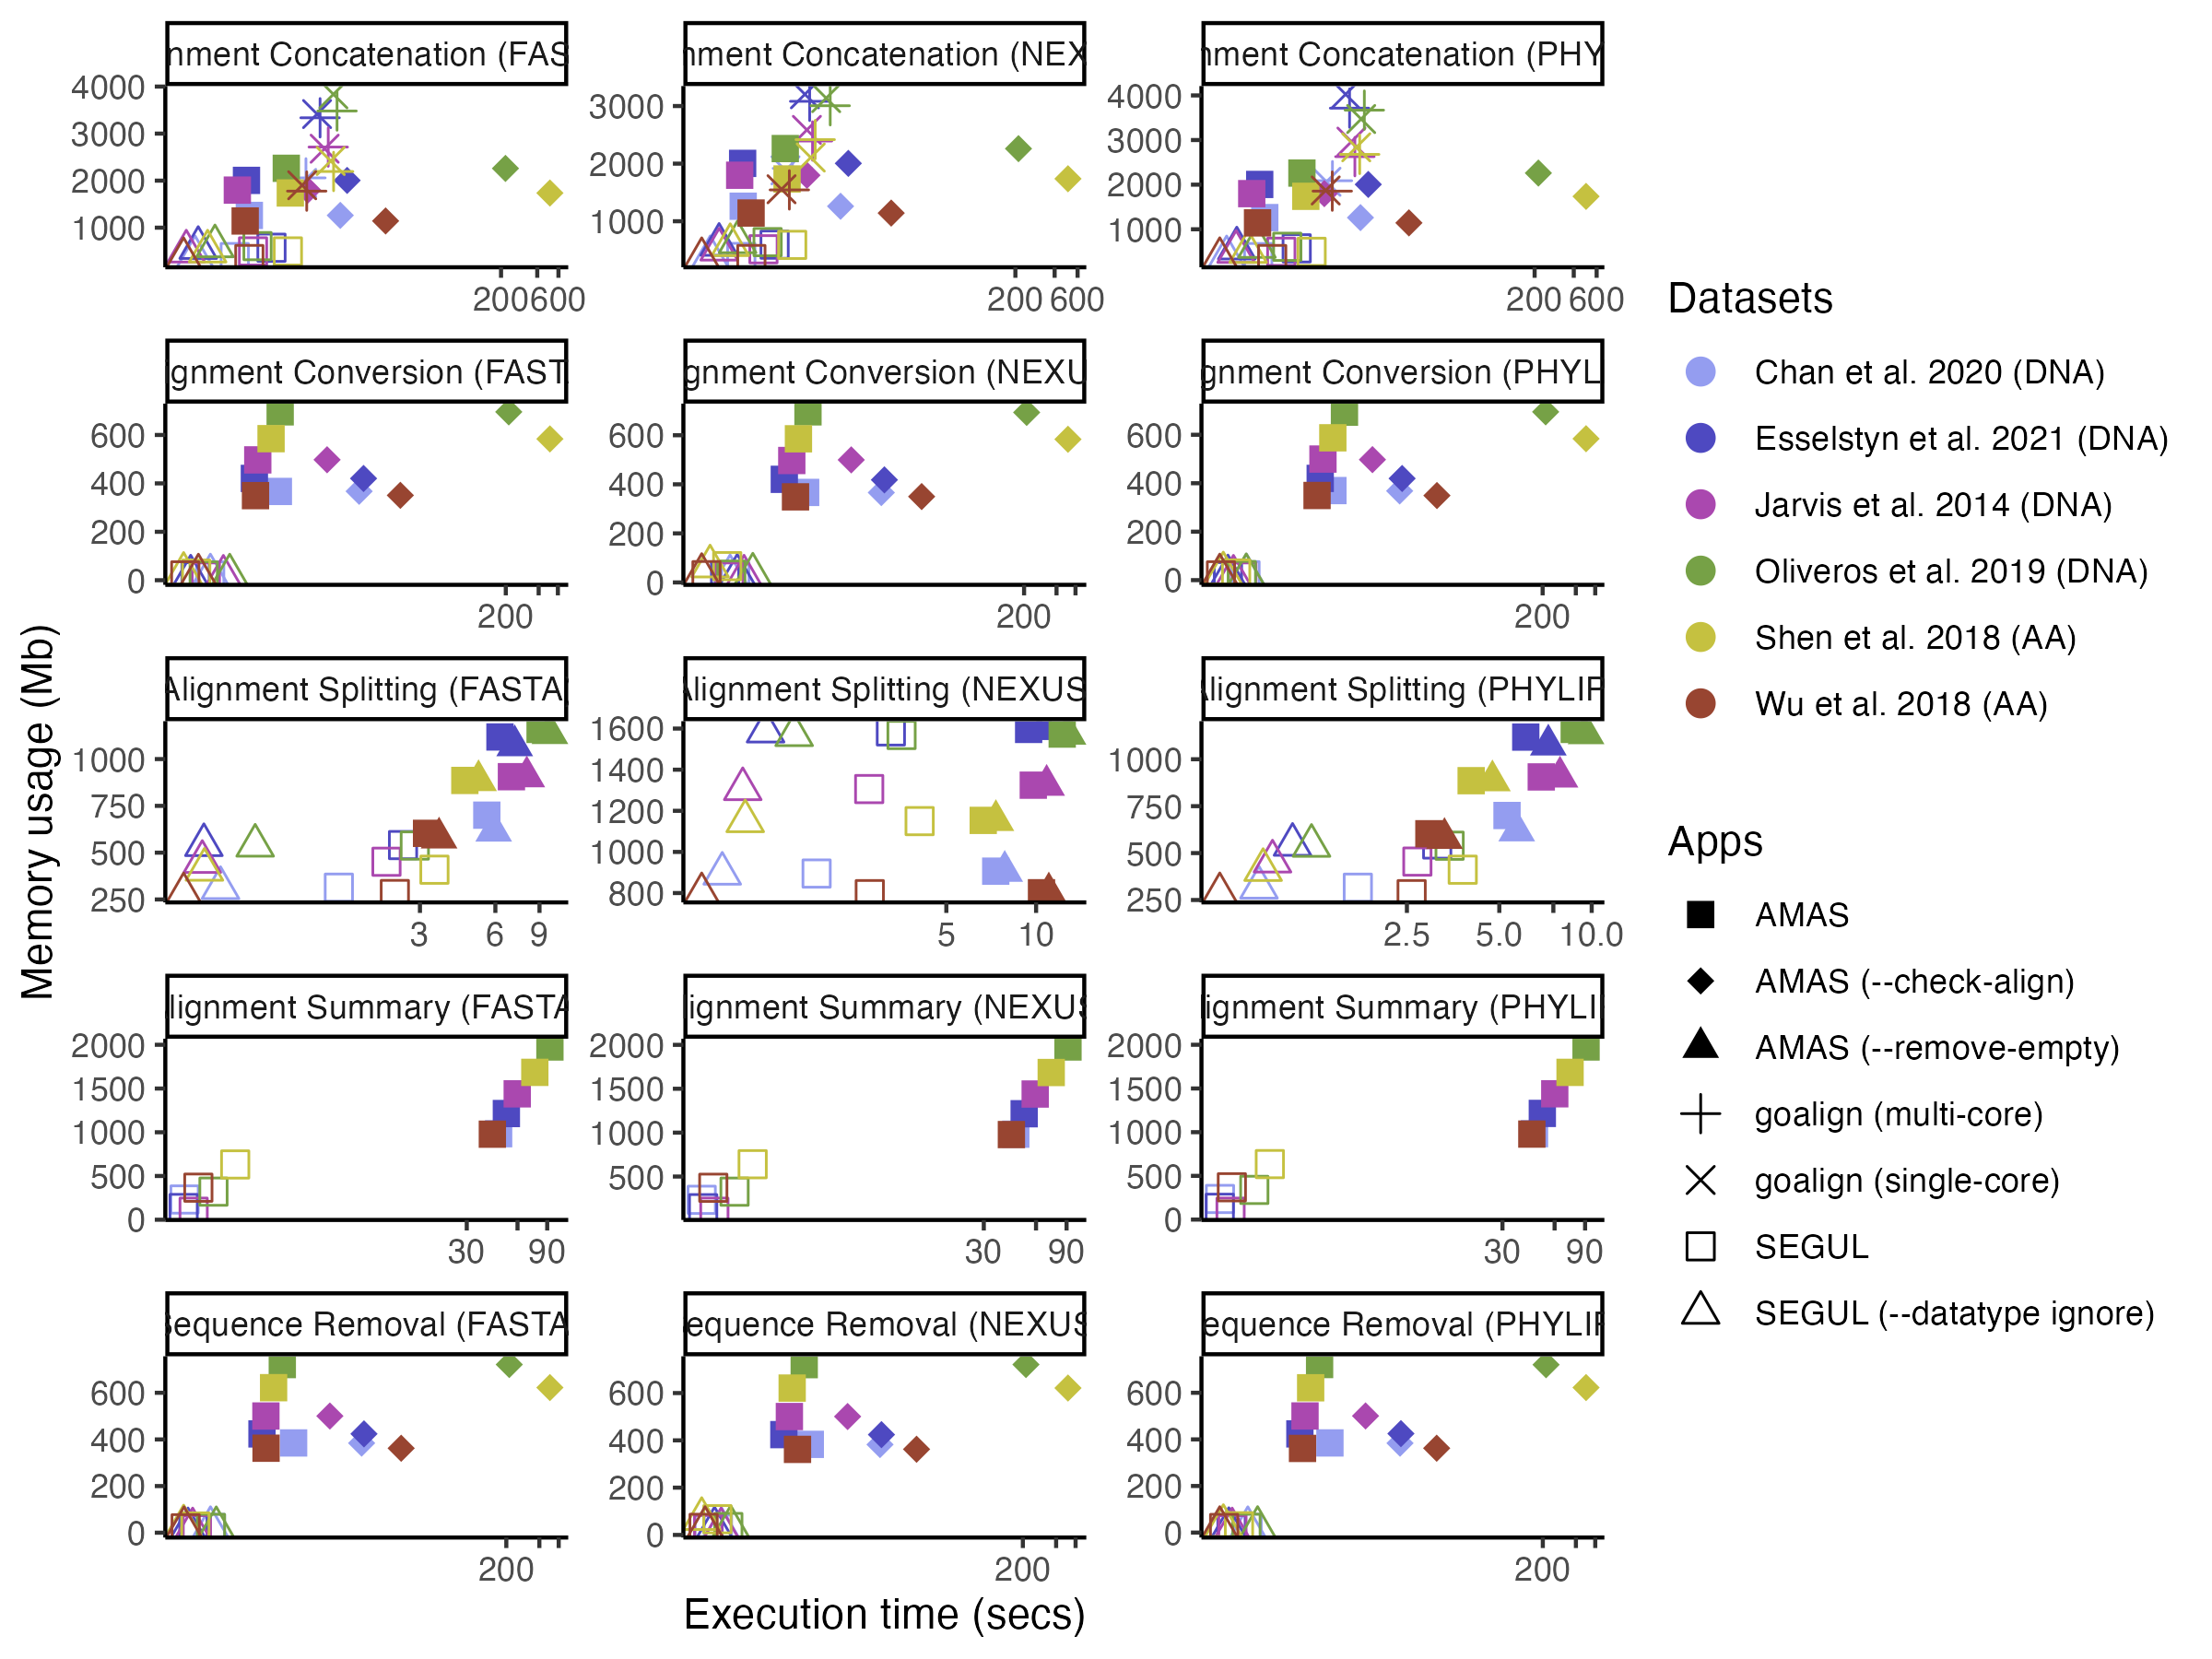 nment Concatenation (FAS
nment Concatenation (NEX
nment Concatenation (PHY
4000
3000
2000
1000
200 600
3000
2000
1000
200 600
4000
3000
2000
1000
200 600
gnment Conversion (FAST
gnment Conversion (NEXU
gnment Conversion (PHYL
600
400
200
0
200
600
400
200
0
200
600
400
200
0
200
Alignment Splitting (FASTA
lignment Splitting (NEXUS
lignment Splitting (PHYLIP
1000
750
500
250
3 6 9
1600
1400
1200
1000
800
5 10
1000
750
500
250
2.5 5.0 10.0
lignment Summary (FASTA
ignment Summary (NEXUS
ignment Summary (PHYLI
2000
1500
1000
500
0
30 90
2000
1500
1000
500
30 90
2000
1500
1000
500
0
30 90
equence Removal (FASTA
equence Removal (NEXUS
equence Removal (PHYLIP
600
400
200
0
200
600
400
200
0
200
600
400
200
0
200
Memory usage (Mb)
Execution time (secs)
Datasets
Chan et al. 2020 (DNA)
Esselstyn et al. 2021 (DNA)
Jarvis et al. 2014 (DNA)
Oliveros et al. 2019 (DNA)
Shen et al. 2018 (AA)
Wu et al. 2018 (AA)
Apps
AMAS
AMAS (--check-align)
AMAS (--remove-empty)
goalign (multi-core)
goalign (single-core)
SEGUL
SEGUL (--datatype ignore)